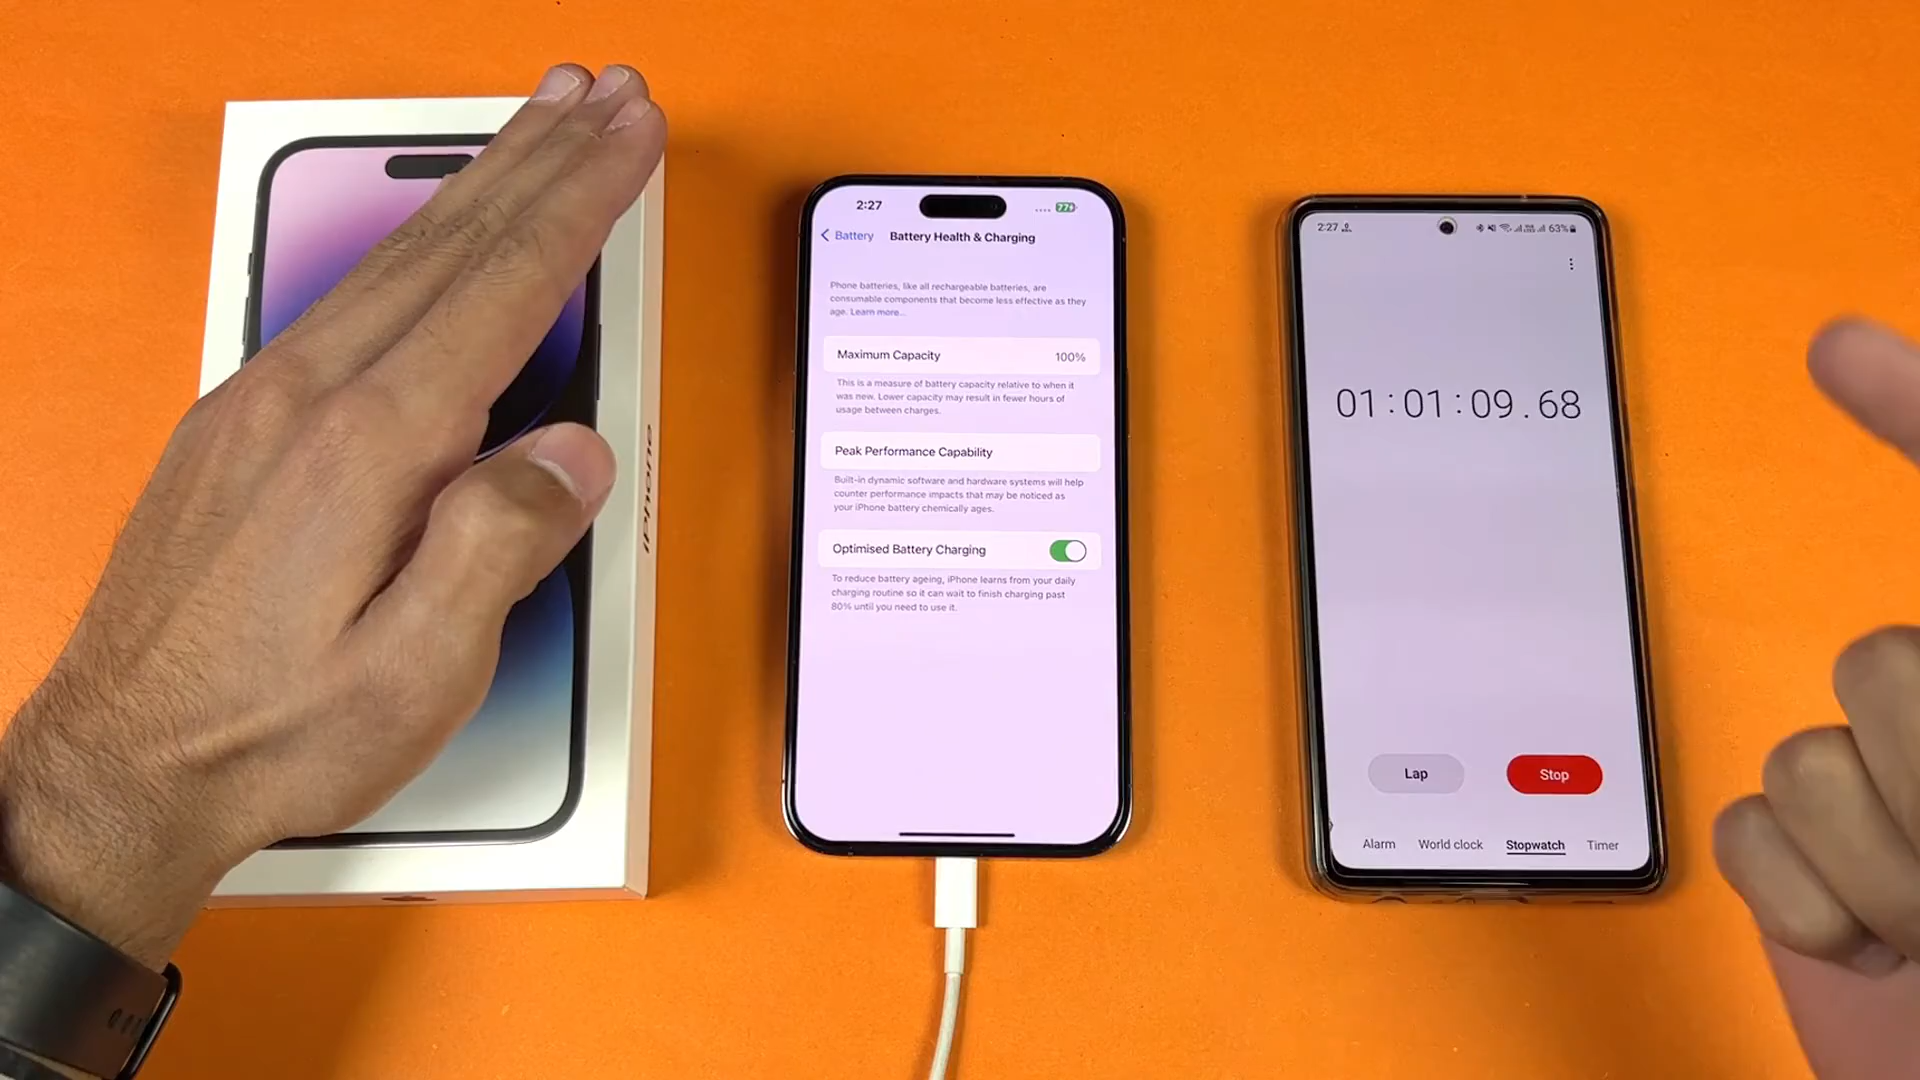 iPhone
2:27
77
Battery
Battery Health & Charging
Phone batteries, like all rechargeable batteries, are
consumable components that become less effective as they
age. Learn more...
Maximum Capacity 100%
This is a measure of battery capacity relative to when it
was new. Lower capacity may result in fewer hours of
usage between charges.
Peak Performance Capability
Built-in dynamic software and hardware systems will help
counter performance impacts that may be noticed as
your iPhone battery chemically ages.
Optimised Battery Charging
To reduce battery ageing, iPhone learns from your daily
charging routine so it can wait to finish charging past
80% until you need to use it.
2:27 63%
01:01:09.68
Lap Stop
Alarm World clock Stopwatch Timer